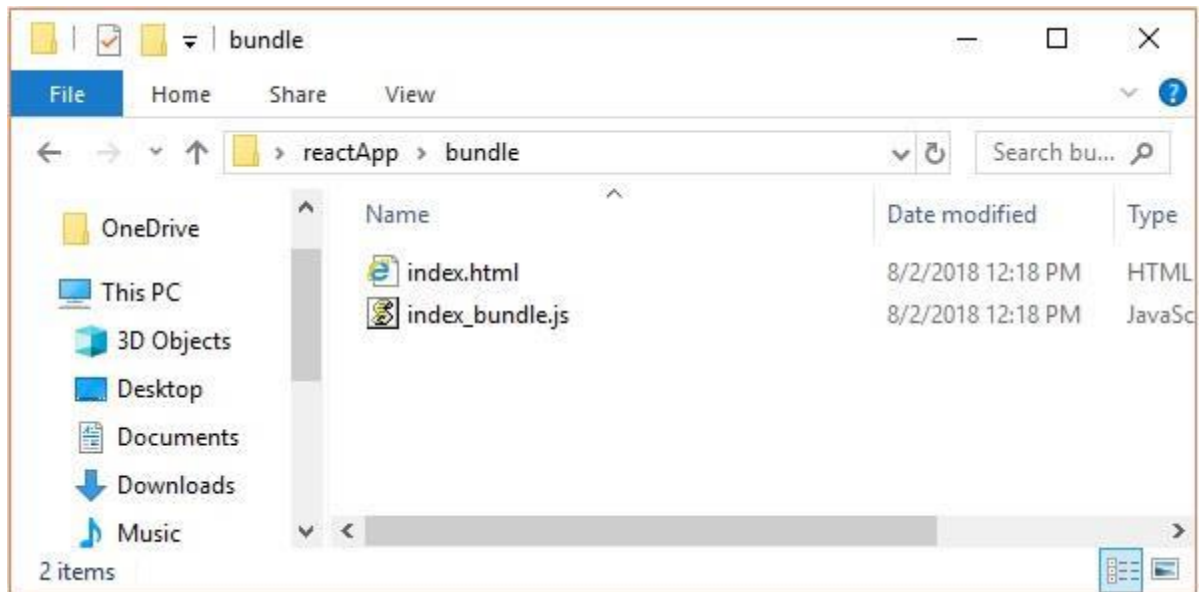 bundle
File Home Share View
reactApp > bundle Search bu...
Name Date modified Type
OneDrive
index.html 8/2/2018 12:18 PM HTML
This PC
index_bundle.js 8/2/2018 12:18 PM JavaSc
3D Objects
Desktop
Documents
Downloads
Music
2 items